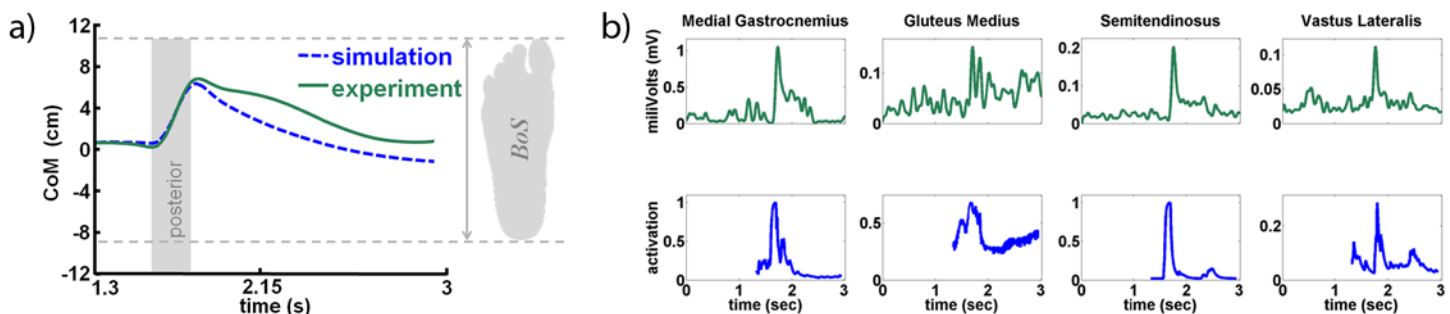 a)
12
8
4
0
-4
-8
-12
CoM (cm)
simulation
experiment
posterior
BoS
1.3
2.15
3
time (s)
b)
Medial Gastrocnemius
Gluteus Medius
Semitendinosus
Vastus Lateralis
miliVolts (mV)
1
0.5
0
0.1
0
0.2
0.1
0
0.1
0.05
0
activation
1
0.5
0
0.5
0
1
0.5
0
0.2
0
0 1 2 3
0 1 2 3
0 1 2 3
0 1 2 3
time (sec)
time (sec)
time (sec)
time (sec)